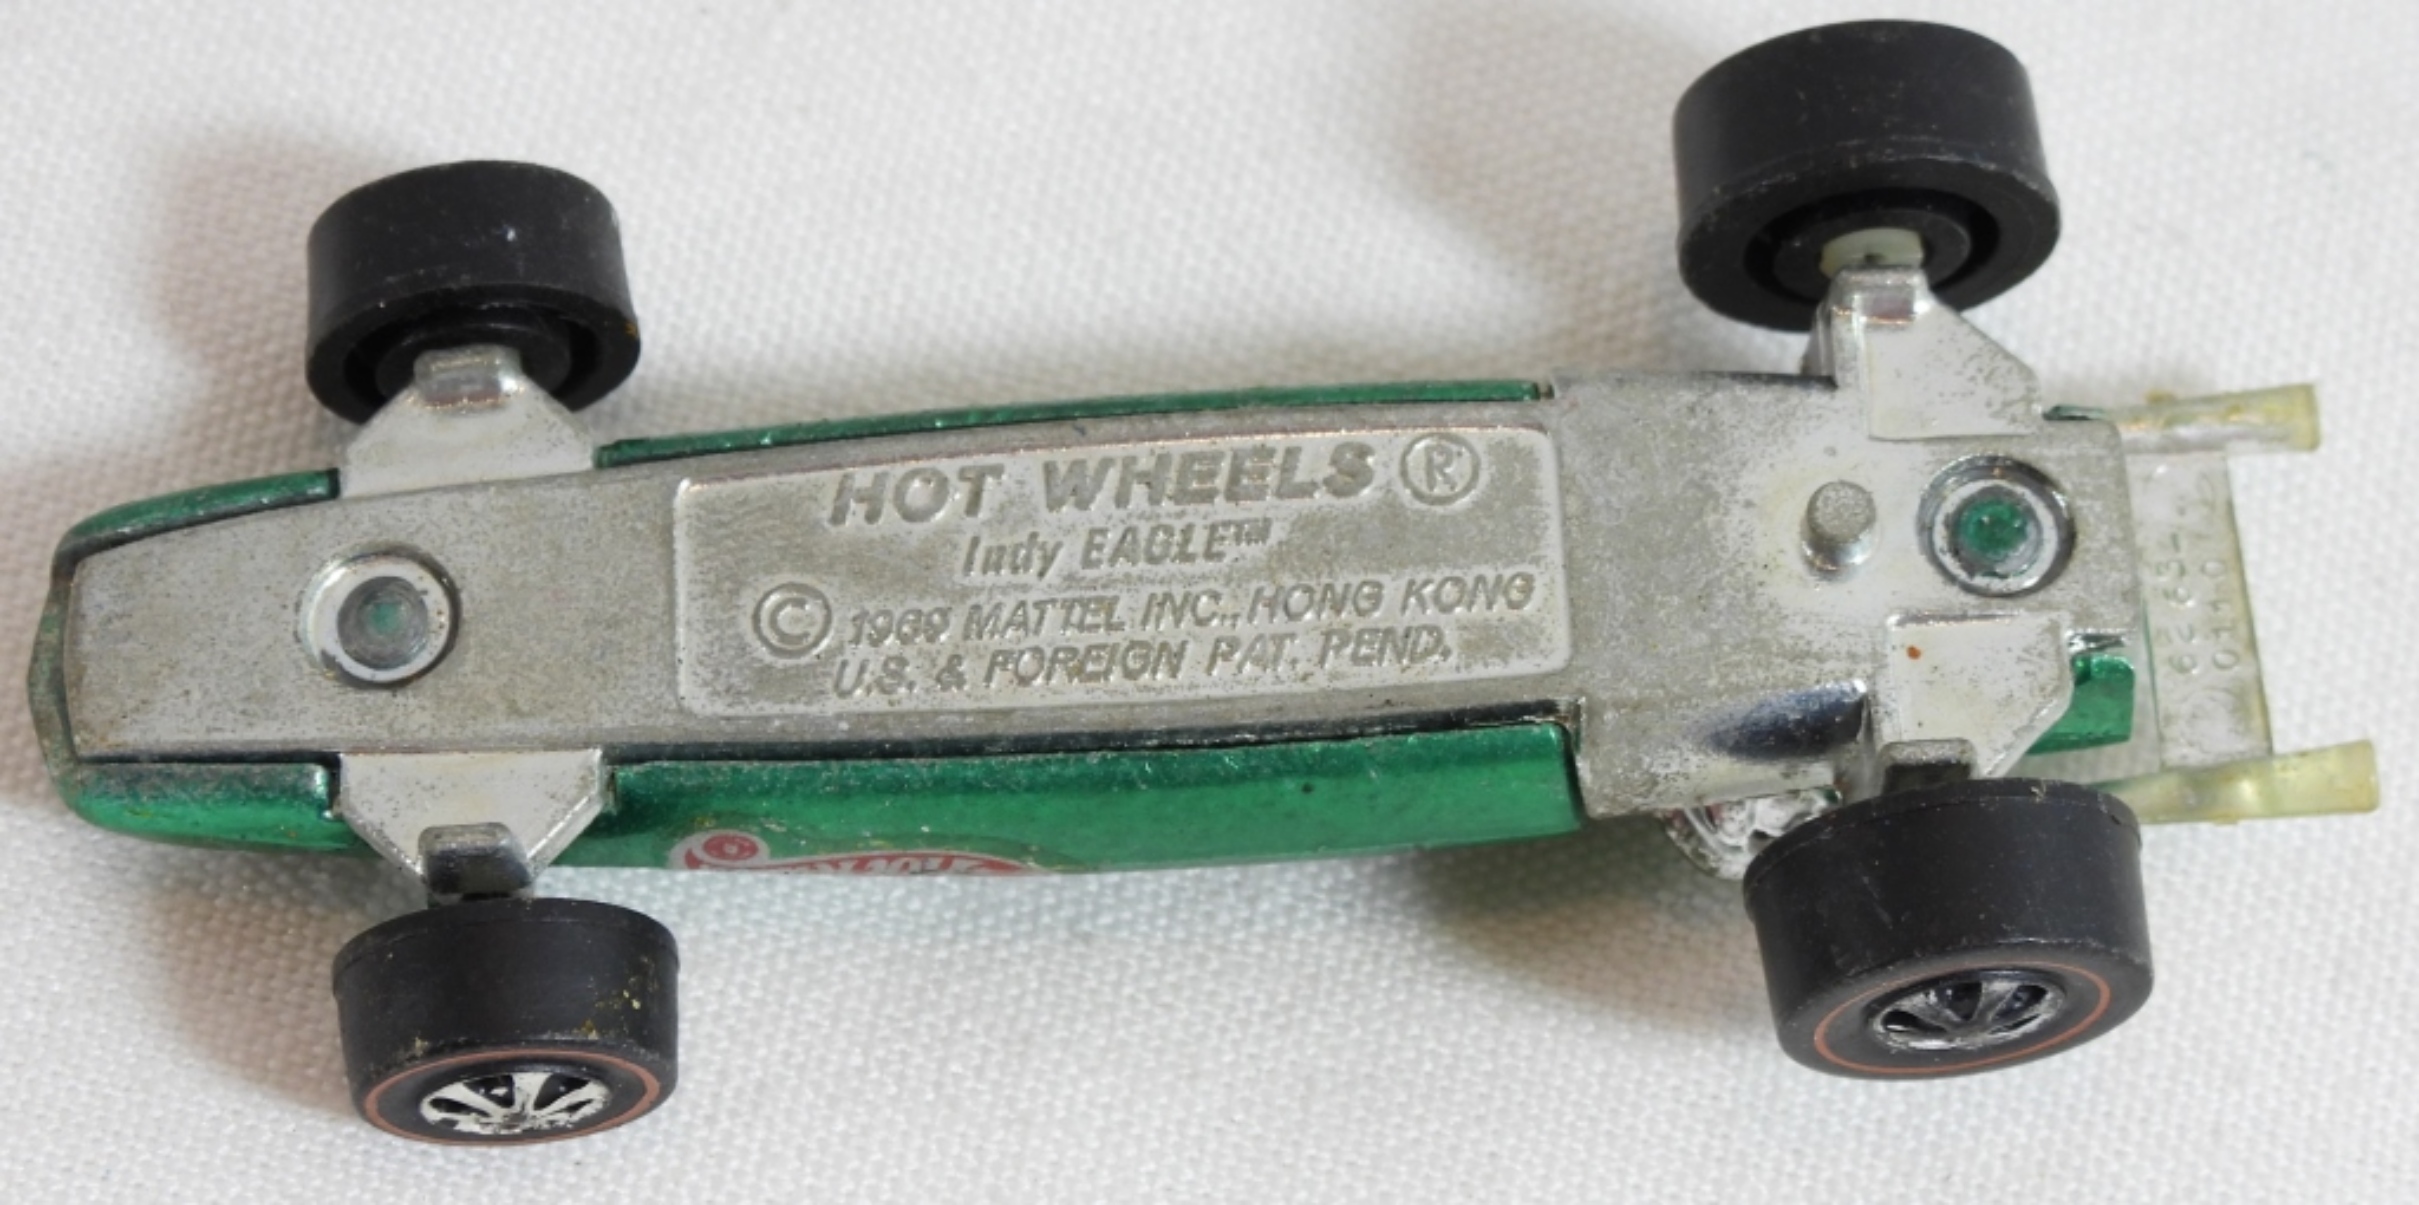 HOT WHEELS ®
Indy EAGLE™
© 1969 MATTEL INC., HONG KONG
U.S. & FOREIGN PAT. PEND.